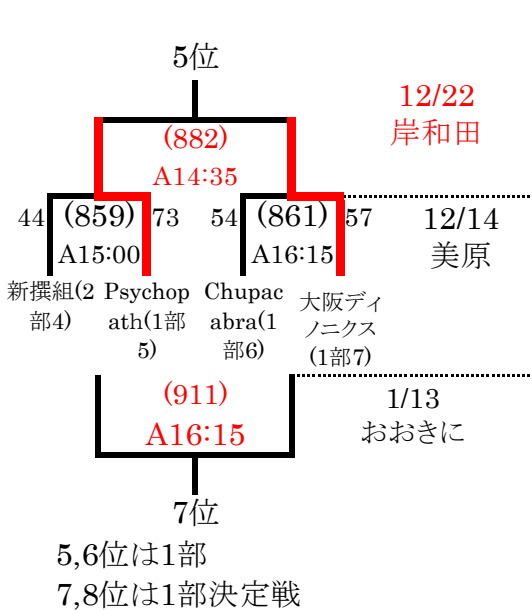 5位
12/22
岸和田
(882)
A14:35
44 (859) 73 54 (861) 57
12/14
美原
A15:00 A16:15
新撰組(2
部4)
Psychop
ath(1部
5)
Chupac
abra(1
部6)
大阪ディ
ノニクス
(1部7)
(911)
A16:15
1/13
おおきに
7位
5,6位は1部
7,8位は1部決定戦